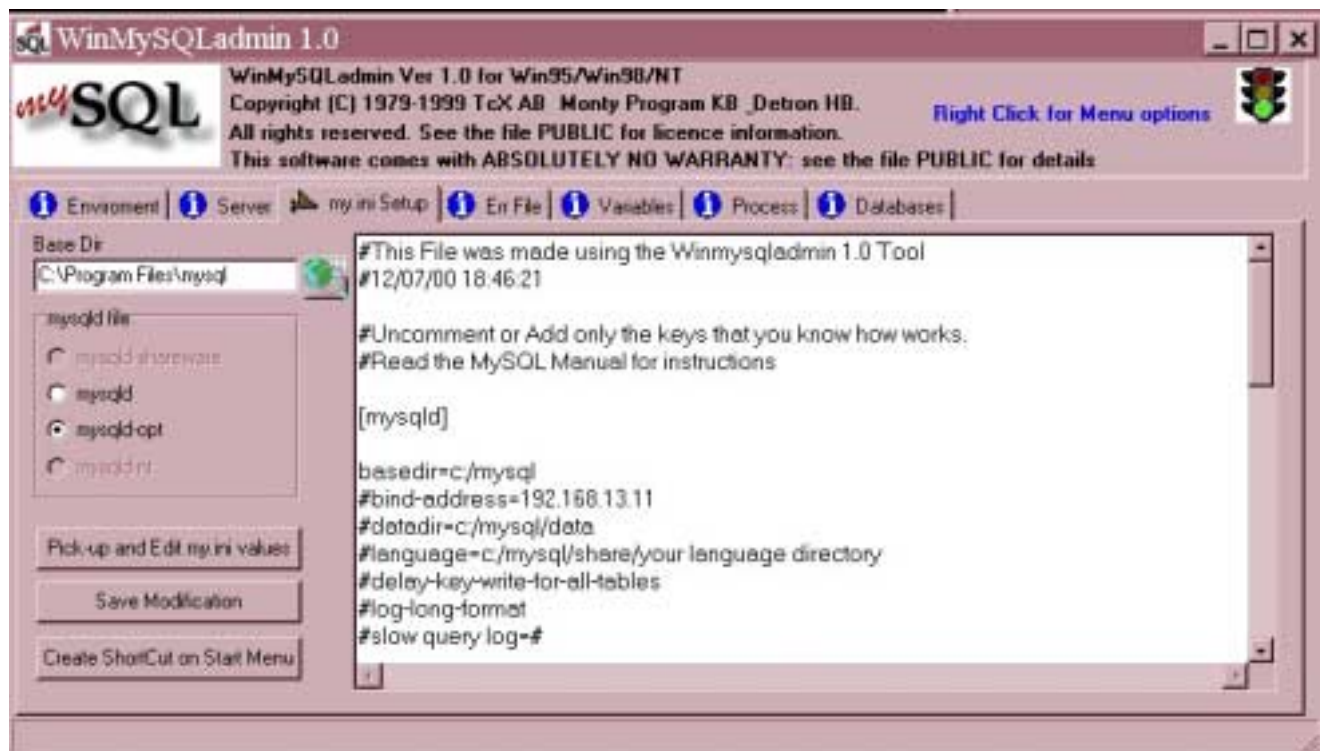 WinMySQLadmin 1.0
mySQL
WinMySQLadmin Ver 1.0 for Win95/Win98/NT
Copyright (C) 1979-1999 TcX AB Monty Program KB _Detron HB.
All rights reserved. See the file PUBLIC for licence information.
This software comes with ABSOLUTELY NO WARRANTY: see the file PUBLIC for details
Right Click for Menu options
Enviroment Server my.ini Setup Err File Variables Process Databases
Base Dir
C:\Program Files\mysql
mysqld file
mysqld-shareware
mysqld
mysqld-opt
mysqld-nt
Pick-up and Edit my.ini values
Save Modification
Create ShortCut on Start Menu
#This File was made using the Winmysqladmin 1.0 Tool
#12/07/00 18:46:21
#Uncomment or Add only the keys that you know how works.
#Read the MySQL Manual for instructions
[mysqld]
basedir=c:/mysql
#bind-address=192.168.13.11
#datadir=c:/mysql/data
#language=c:/mysql/share/your language directory
#delay-key-write-for-all-tables
#log-long-format
#slow query log=#